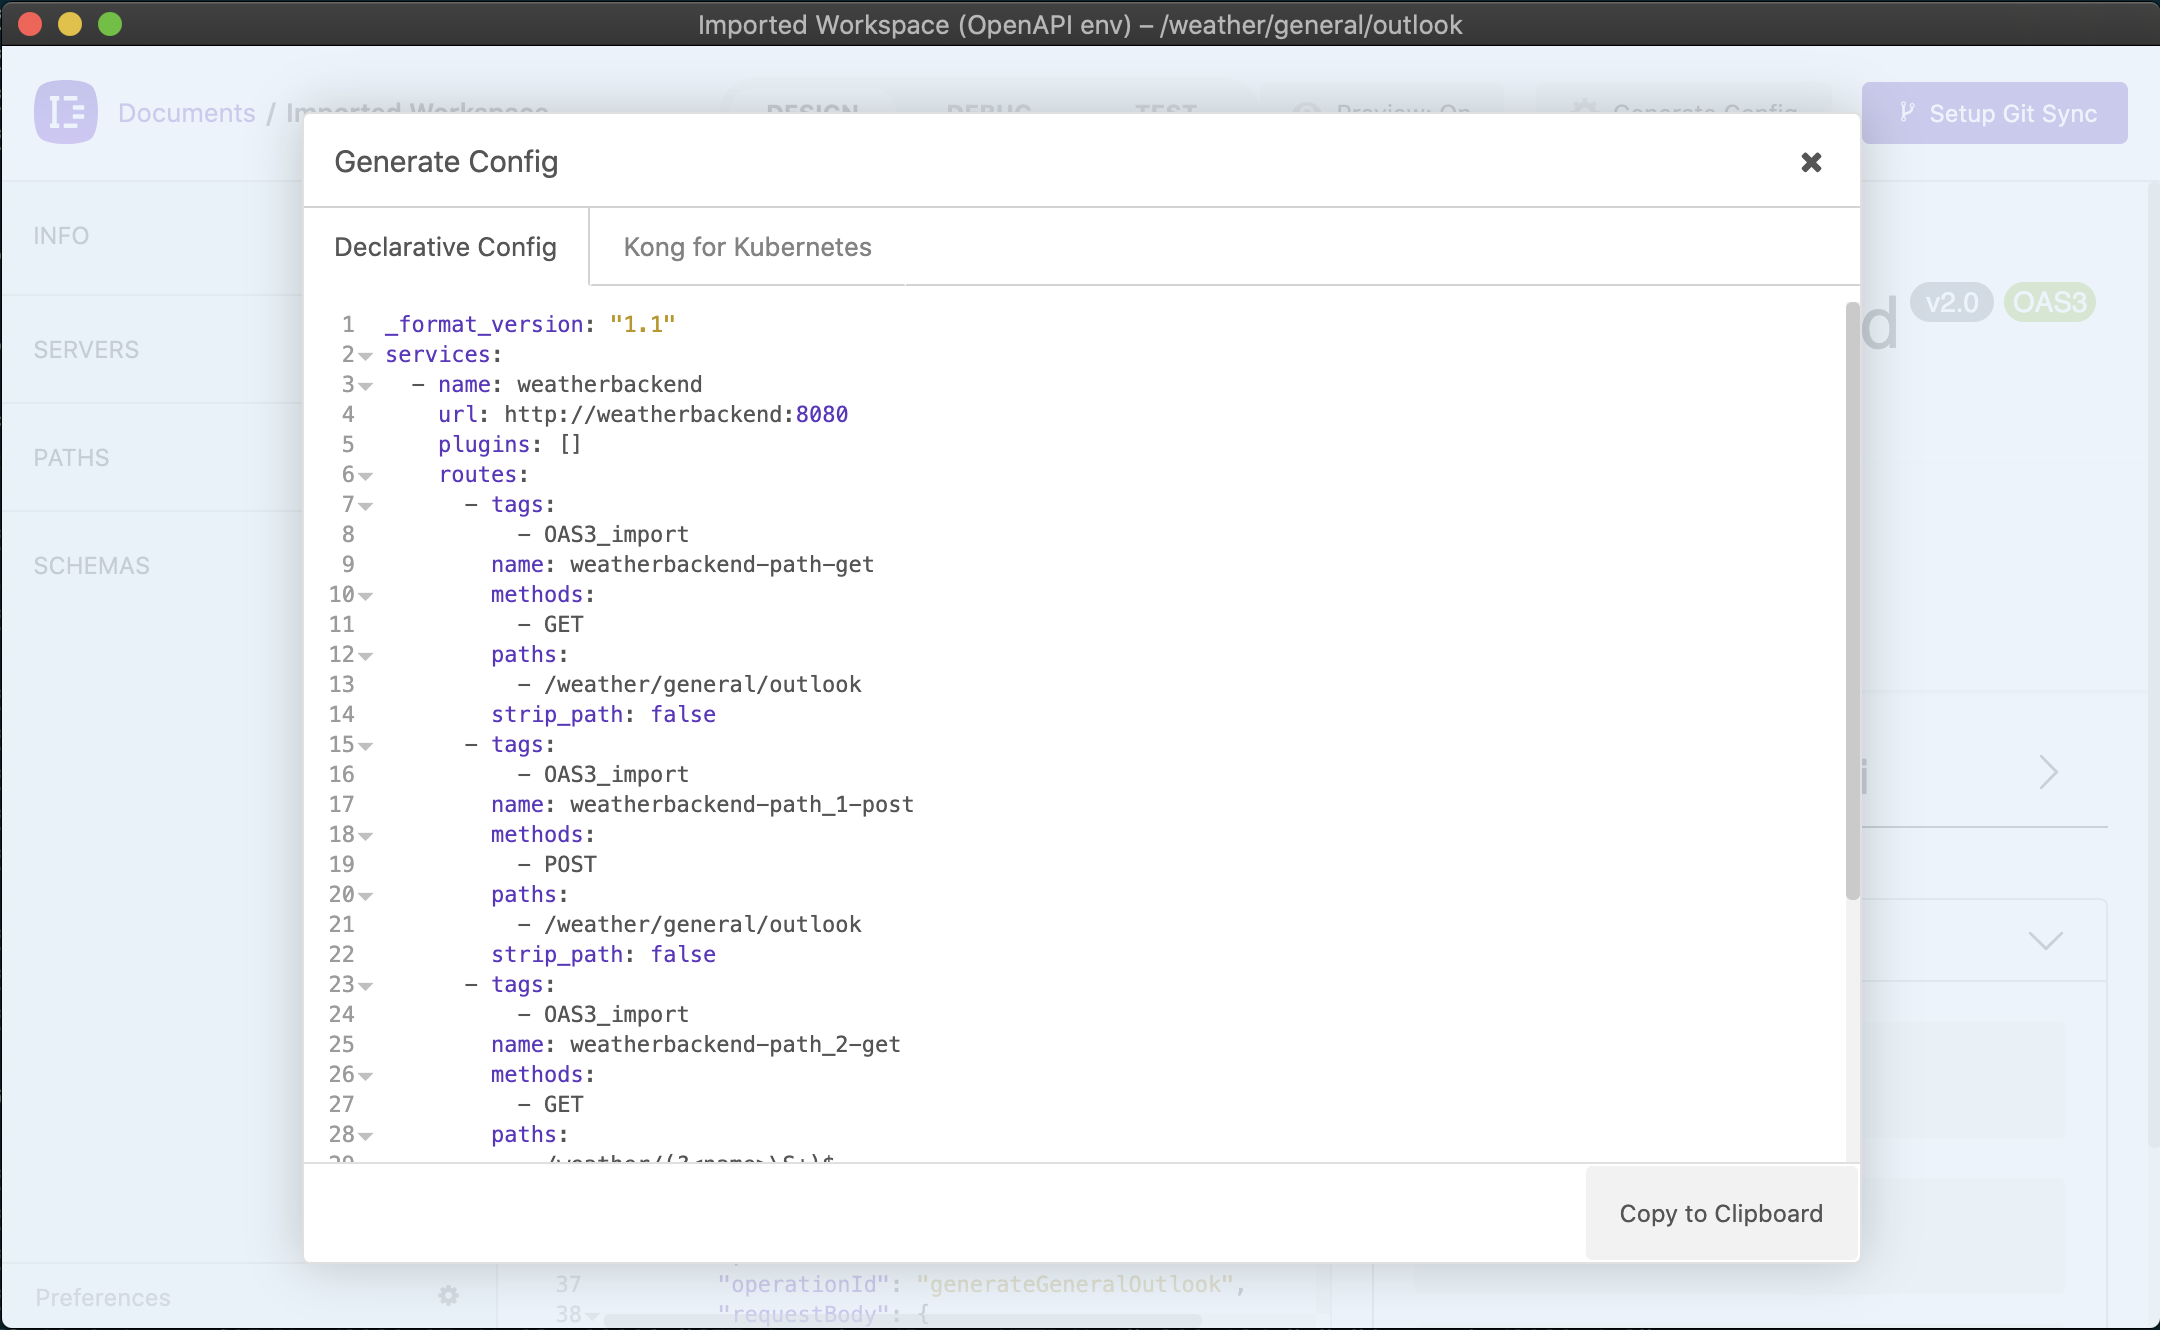 Imported Workspace (OpenAPI env) – /weather/general/outlook
Documents / Imported Workspace
DESIGN DEBUG TEST Preview: On Generate Config
Setup Git Sync
Generate Config
INFO
SERVERS
PATHS
SCHEMAS
Declarative Config
Kong for Kubernetes
v2.0 OAS3
d
1 _format_version: "1.1"
2 services:
3 - name: weatherbackend
4 url: http://weatherbackend:8080
5 plugins: []
6 routes:
7 - tags:
8 - OAS3_import
9 name: weatherbackend-path-get
10 methods:
11 - GET
12 paths:
13 - /weather/general/outlook
14 strip_path: false
15 - tags:
16 - OAS3_import
17 name: weatherbackend-path_1-post
18 methods:
19 - POST
20 paths:
21 - /weather/general/outlook
22 strip_path: false
23 - tags:
24 - OAS3_import
25 name: weatherbackend-path_2-get
26 methods:
27 - GET
28 paths:
29 - /weather/(?<name>\S+)$
i
Copy to Clipboard
37 "operationId": "generateGeneralOutlook",
38 "requestBody": {
Preferences